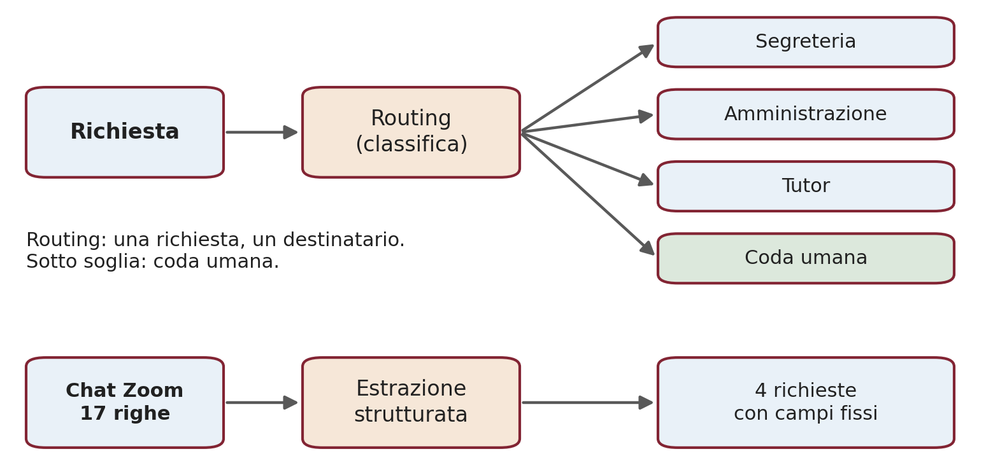 Richiesta
Routing
(classifica)
Segreteria
Amministrazione
Tutor
Coda umana
Routing: una richiesta, un destinatario.
Sotto soglia: coda umana.
Chat Zoom
17 righe
Estrazione
strutturata
4 richieste
con campi fissi